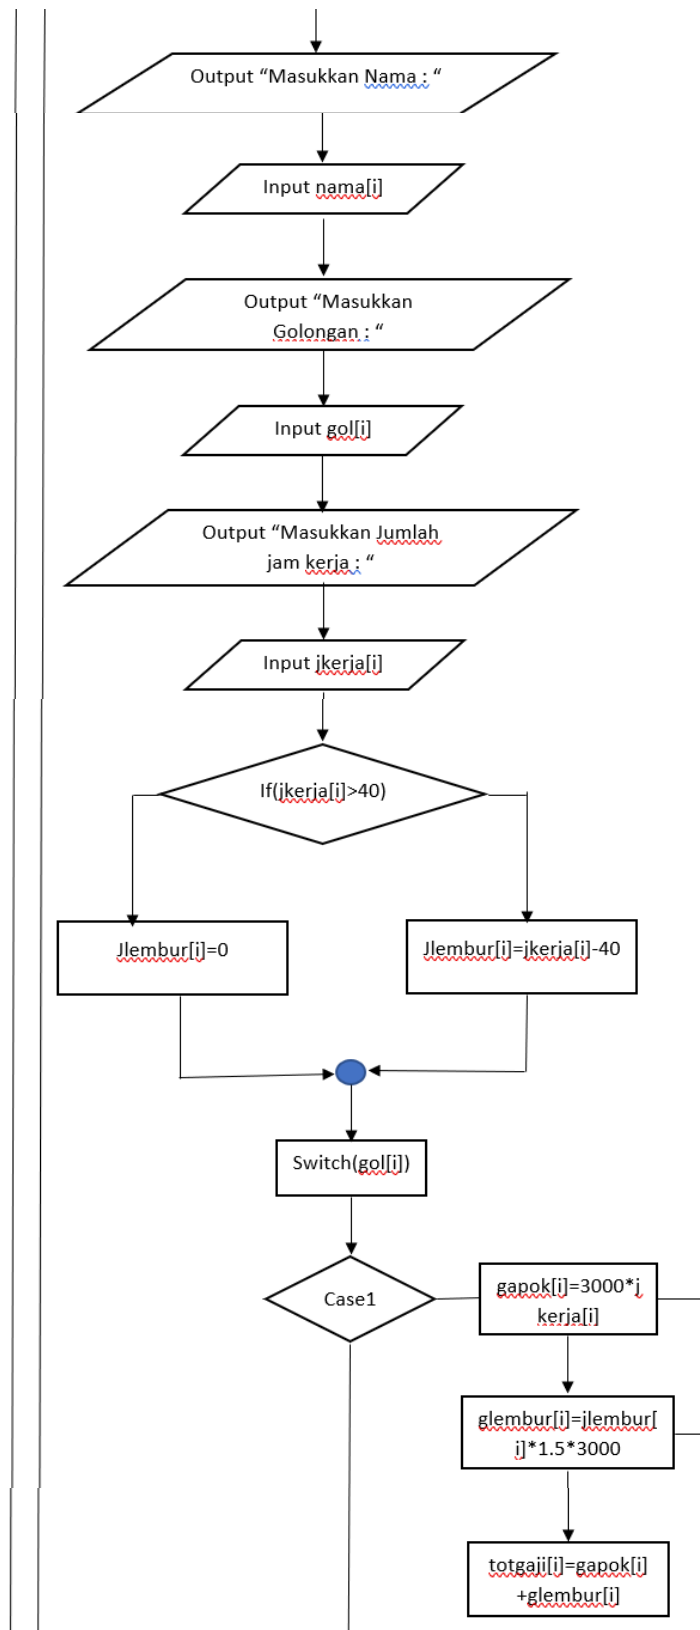 Output “Masukkan Nama : “
Input nama[i]
Output “Masukkan
Golongan : “
Input gol[i]
Output “Masukkan Jumlah
jam kerja : “
Input jkerja[i]
If(jkerja[i]>40)
Jlembur[i]=0
Jlembur[i]=jkerja[i]-40
Switch(gol[i])
Case1
gapok[i]=3000*j
kerja[i]
glembur[i]=jlembur[
i]*1.5*3000
totgaji[i]=gapok[i]
+glembur[i]